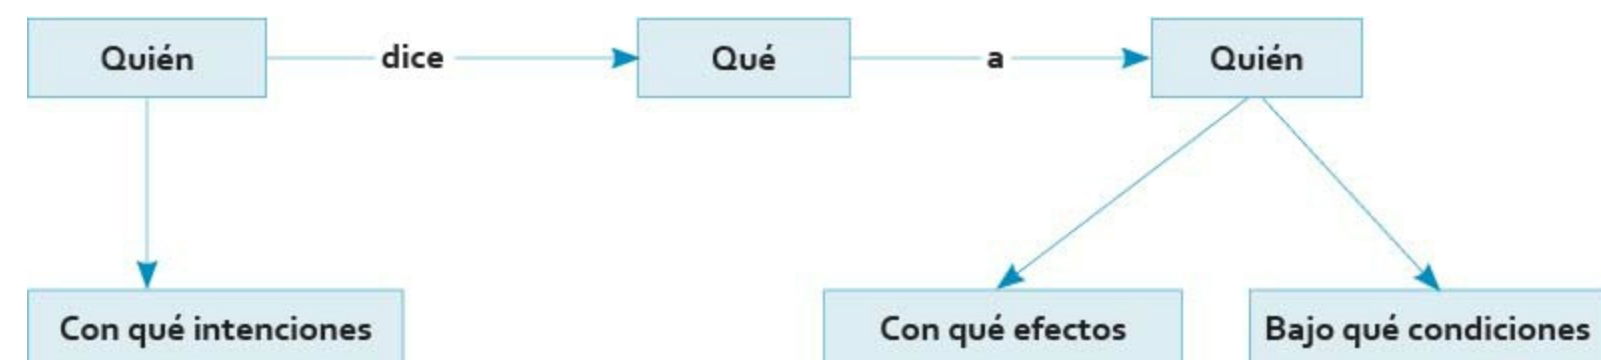 Quién dice Qué a Quién
Con qué intenciones Con qué efectos Bajo qué condiciones